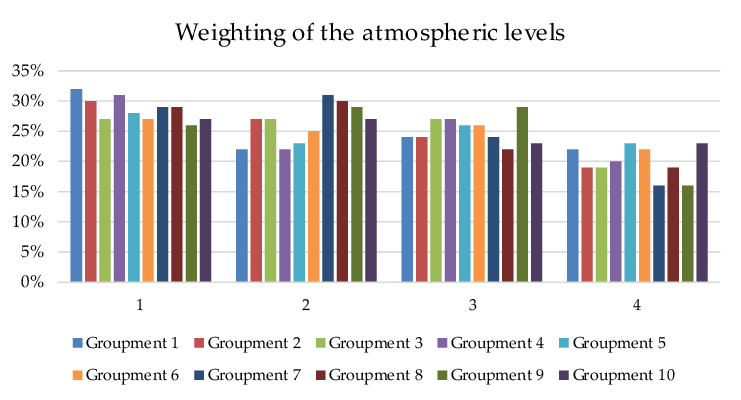 Weighting of the atmospheric levels
35%
30%
25%
20%
15%
10%
5%
0%
1 2 3 4
Groupment 1 Groupment 2 Groupment 3 Groupment 4 Groupment 5
Groupment 6 Groupment 7 Groupment 8 Groupment 9 Groupment 10